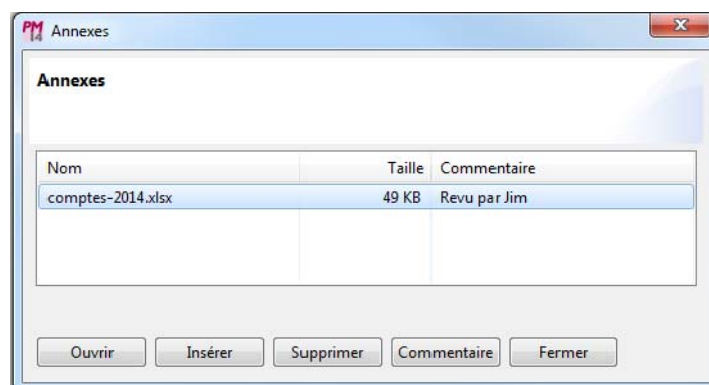 PM 14 Annexes
Annexes
Nom Taille Commentaire
comptes-2014.xlsx 49 KB Revu par Jim
Ouvrir Insérer Supprimer Commentaire Fermer